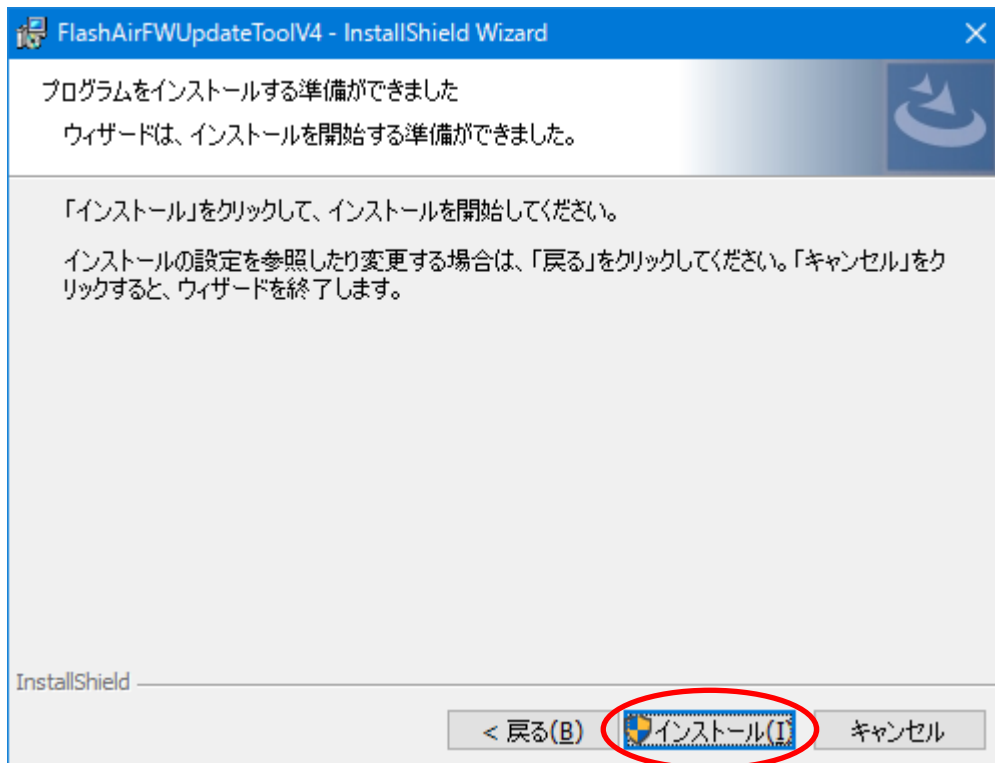 FlashAirFWUpdateToolV4 - InstallShield Wizard
プログラムをインストールする準備ができました
ウィザードは、インストールを開始する準備ができました。
「インストール」をクリックして、インストールを開始してください。
インストールの設定を参照したり変更する場合は、「戻る」をクリックしてください。「キャンセル」をク
リックすると、ウィザードを終了します。
InstallShield
< 戻る(B)
インストール(I)
キャンセル